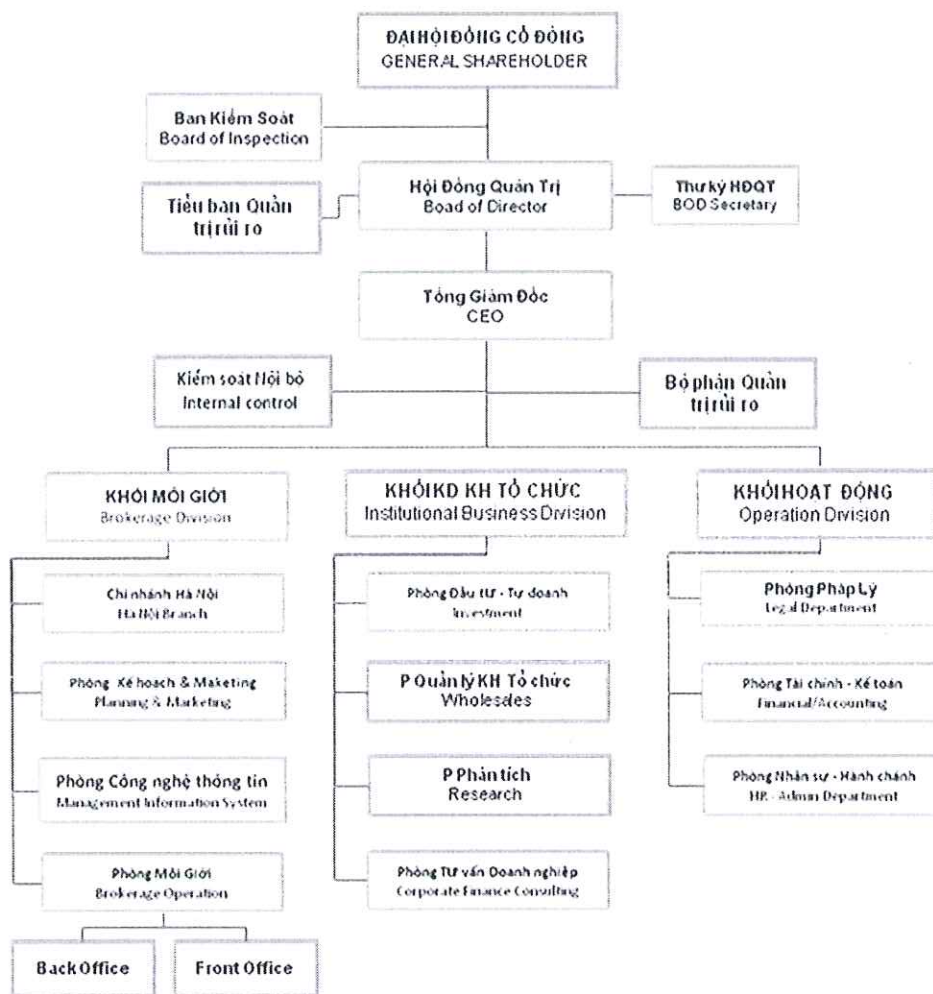 ĐẠI HỘI ĐỒNG CỔ ĐÔNG
GENERAL SHAREHOLDER
Ban Kiểm Soát
Board of Inspection
Hội Đồng Quản Trị
Boad of Director
Thư ký HĐQT
BOD Secretary
Tiểu ban Quản
trị rủi ro
Tổng Giám Đốc
CEO
Kiểm soát Nội bộ
Internal control
Bộ phận Quản
trị rủi ro
KHỐI MÔI GIỚI
Brokerage Division
KHỐI KD KH TỔ CHỨC
Institutional Business Division
KHỐI HOẠT ĐỘNG
Operation Division
Chi nhánh Hà Nội
Hà Nội Branch
Phòng Kế hoạch & Maketing
Planning & Marketing
Phòng Công nghệ thông tin
Management Information System
Phòng Môi Giới
Brokerage Operation
Back Office
Front Office
Phòng Đầu tư - Tự doanh
Investment
P Quản lý KH Tổ chức
Wholesales
P Phân tích
Research
Phòng Tư vấn Doanh nghiệp
Corporate Finance Consulting
Phòng Pháp Lý
Legal Department
Phòng Tài chính - Kế toán
Financial/Accounting
Phòng Nhân sự - Hành chánh
HR - Admin Department